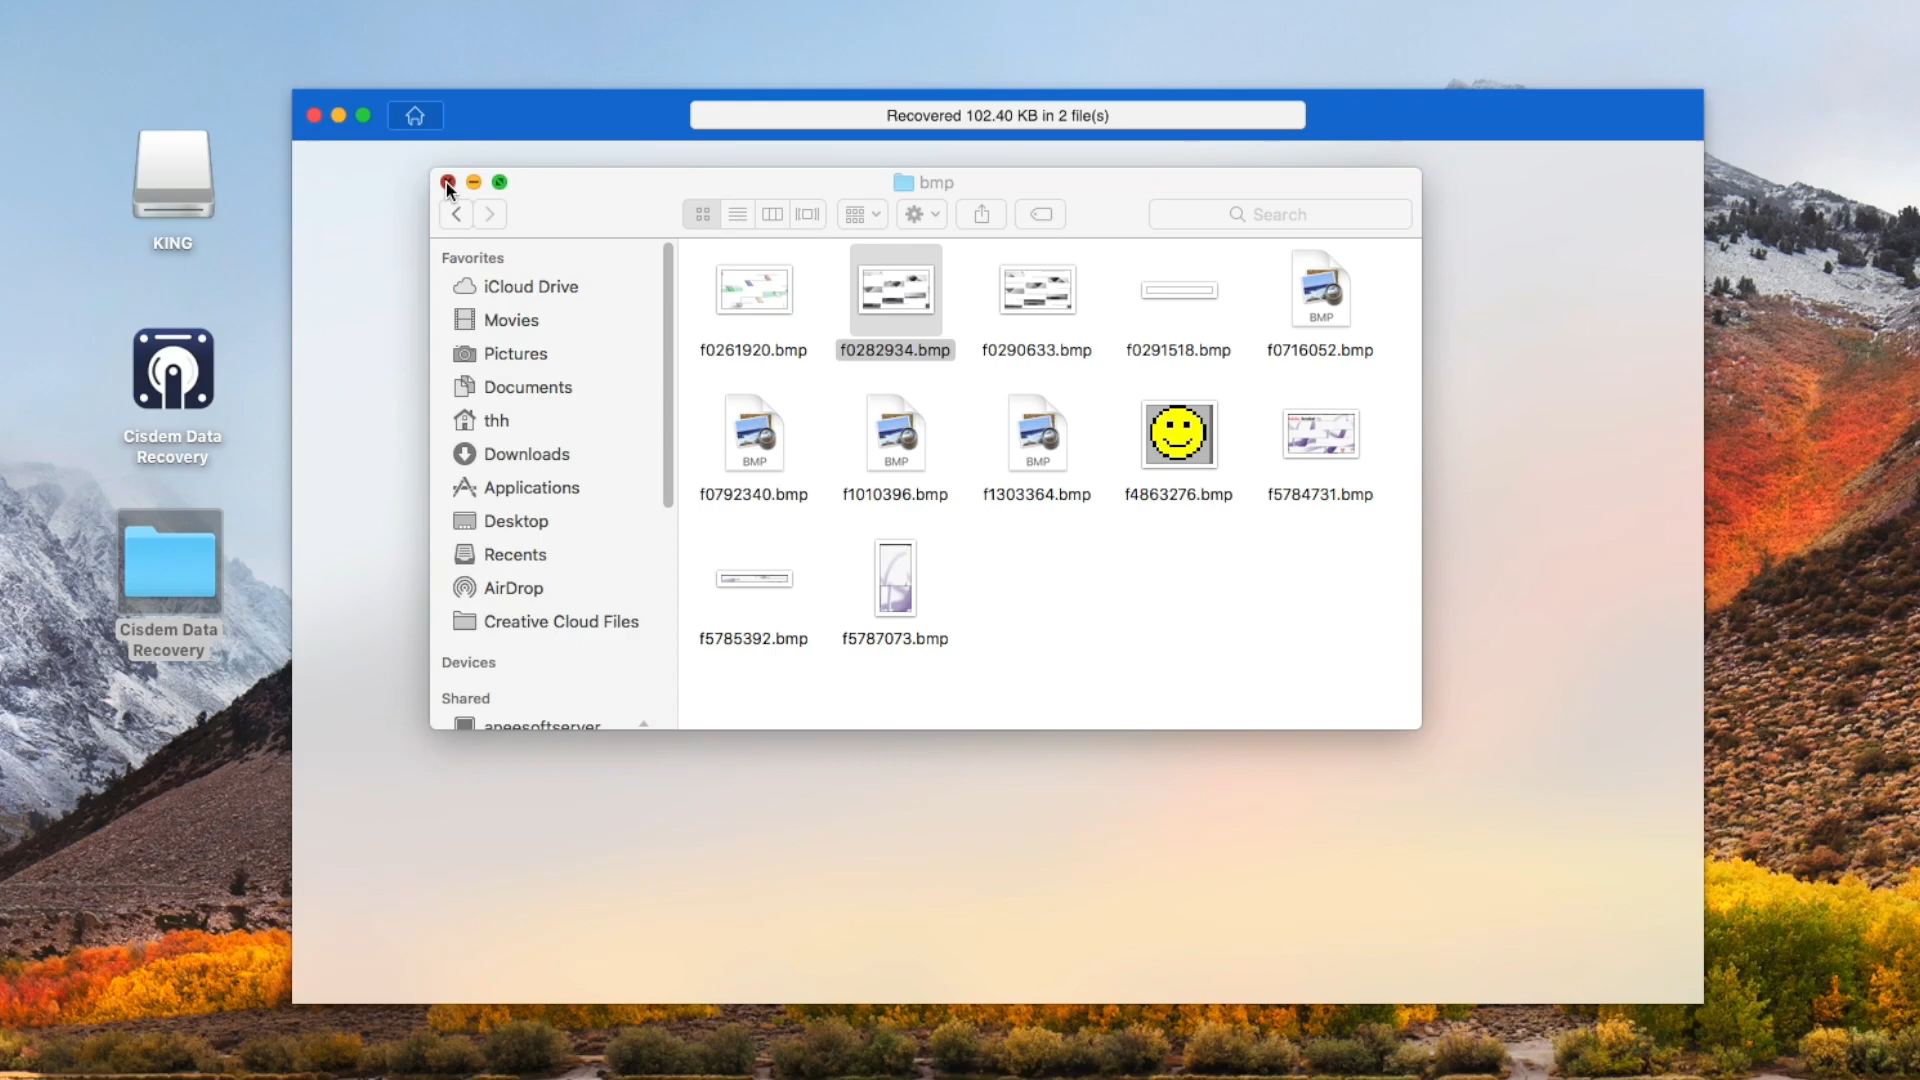 Recovered 102.40 KB in 2 file(s)
bmp
Search
KING
Cisdem Data
Recovery
Cisdem Data
Recovery
Favorites
iCloud Drive
Movies
Pictures
Documents
thh
Downloads
Applications
Desktop
Recents
AirDrop
Creative Cloud Files
Devices
Shared
apeesoftserver
BMP
f0261920.bmp
f0282934.bmp
f0290633.bmp
f0291518.bmp
f0716052.bmp
BMP
BMP
BMP
f0792340.bmp
f1010396.bmp
f1303364.bmp
f4863276.bmp
f5784731.bmp
f5785392.bmp
f5787073.bmp